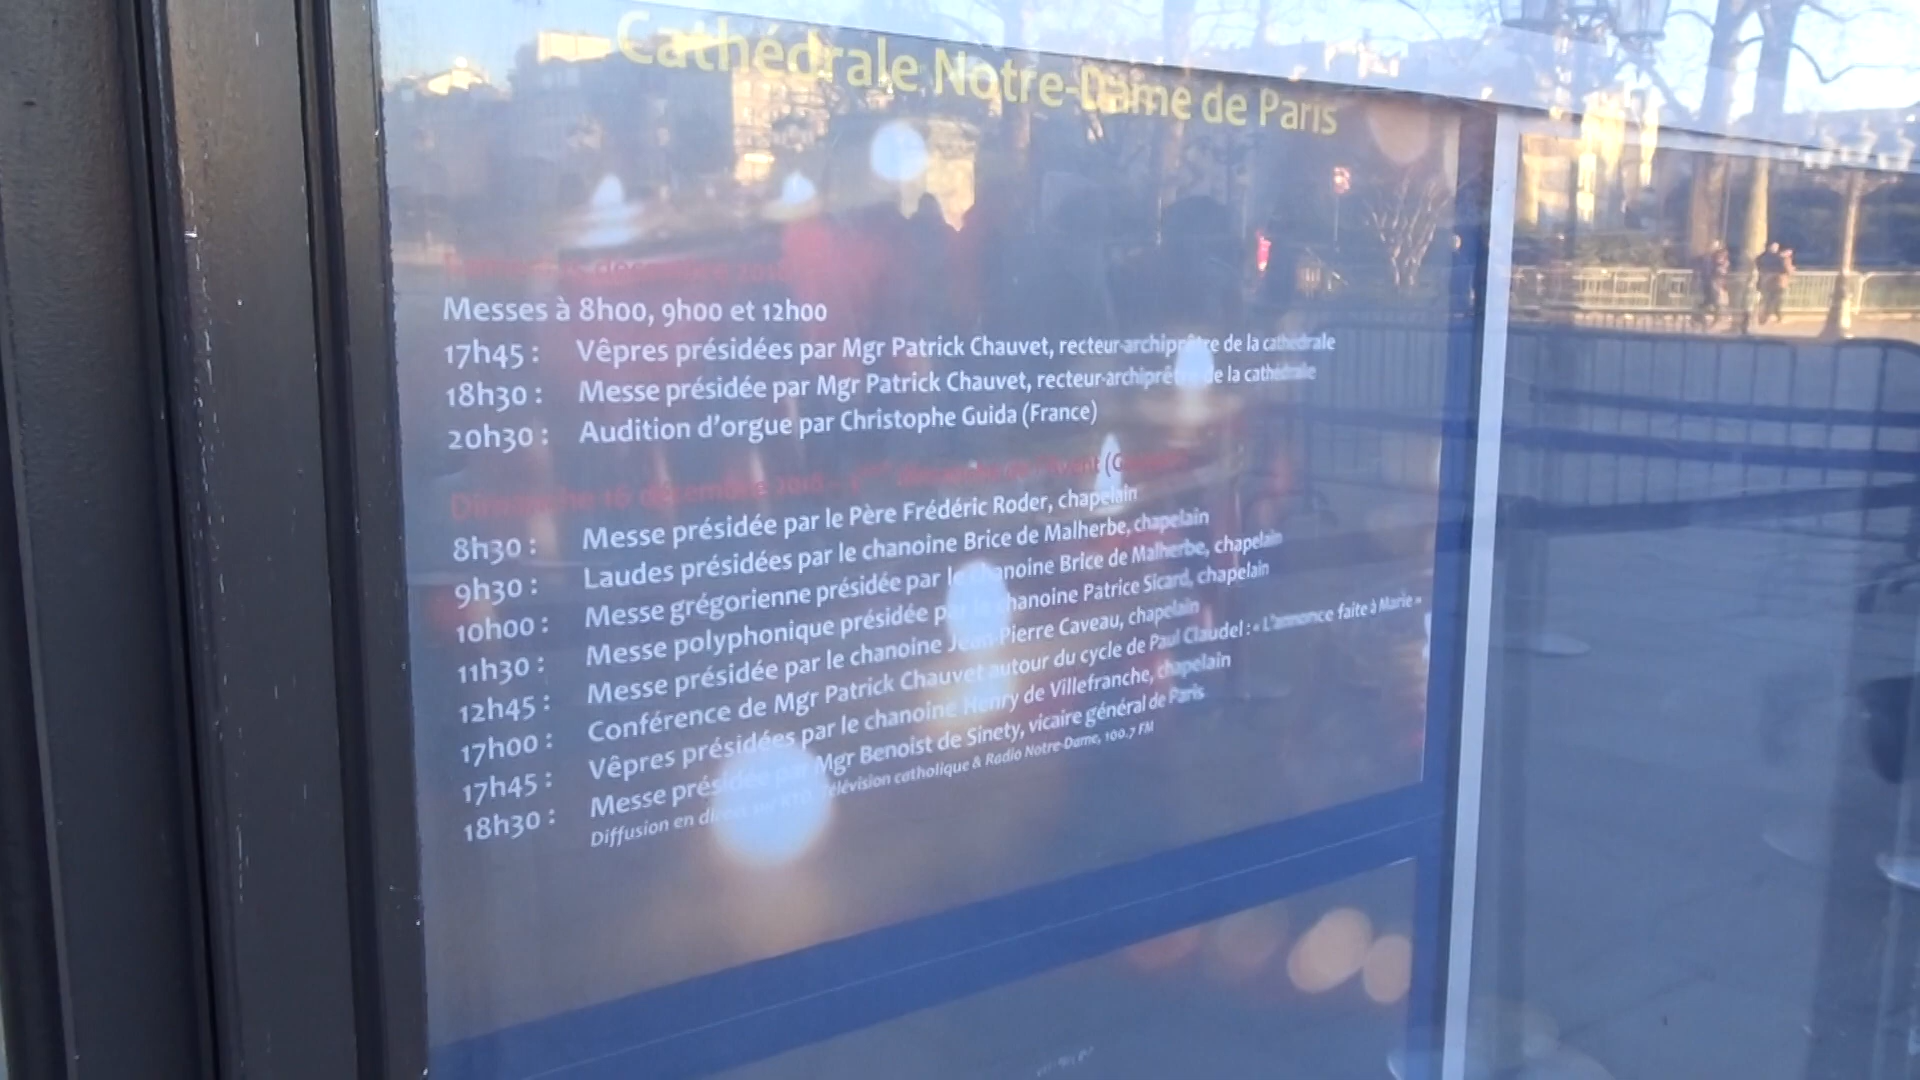 Cathédrale Notre-Dame de Paris
décembre 2018
Messes à 8h00, 9h00 et 12h00
17h45 : Vêpres présidées par Mgr Patrick Chauvet, recteur-archiprêtre de la cathédrale
18h30 : Messe présidée par Mgr Patrick Chauvet, recteur-archiprêtre de la cathédrale
20h30 : Audition d'orgue par Christophe Guida (France)
Dimanche 16 décembre 2018 - l'Avent
8h30 : Messe présidée par le Père Frédéric Roder, chapelain
9h30 : Laudes présidées par le chanoine Brice de Malherbe, chapelain
10h00 : Messe grégorienne présidée par le chanoine Brice de Malherbe, chapelain
11h30 : Messe polyphonique présidée par le chanoine Patrice Sicard, chapelain
12h45 : Messe présidée par le chanoine Jean-Pierre Caveau, chapelain
17h00 : Conférence de Mgr Patrick Chauvet autour du cycle de Paul Claudel : « L'annonce faite à Marie »
17h45 : Vêpres présidées par le chanoine Henry de Villefranche, chapelain
18h30 : Messe présidée par Mgr Benoist de Sinety, vicaire général de Paris
Diffusion en direct sur KTO télévision catholique & Radio Notre-Dame, 100.7 FM